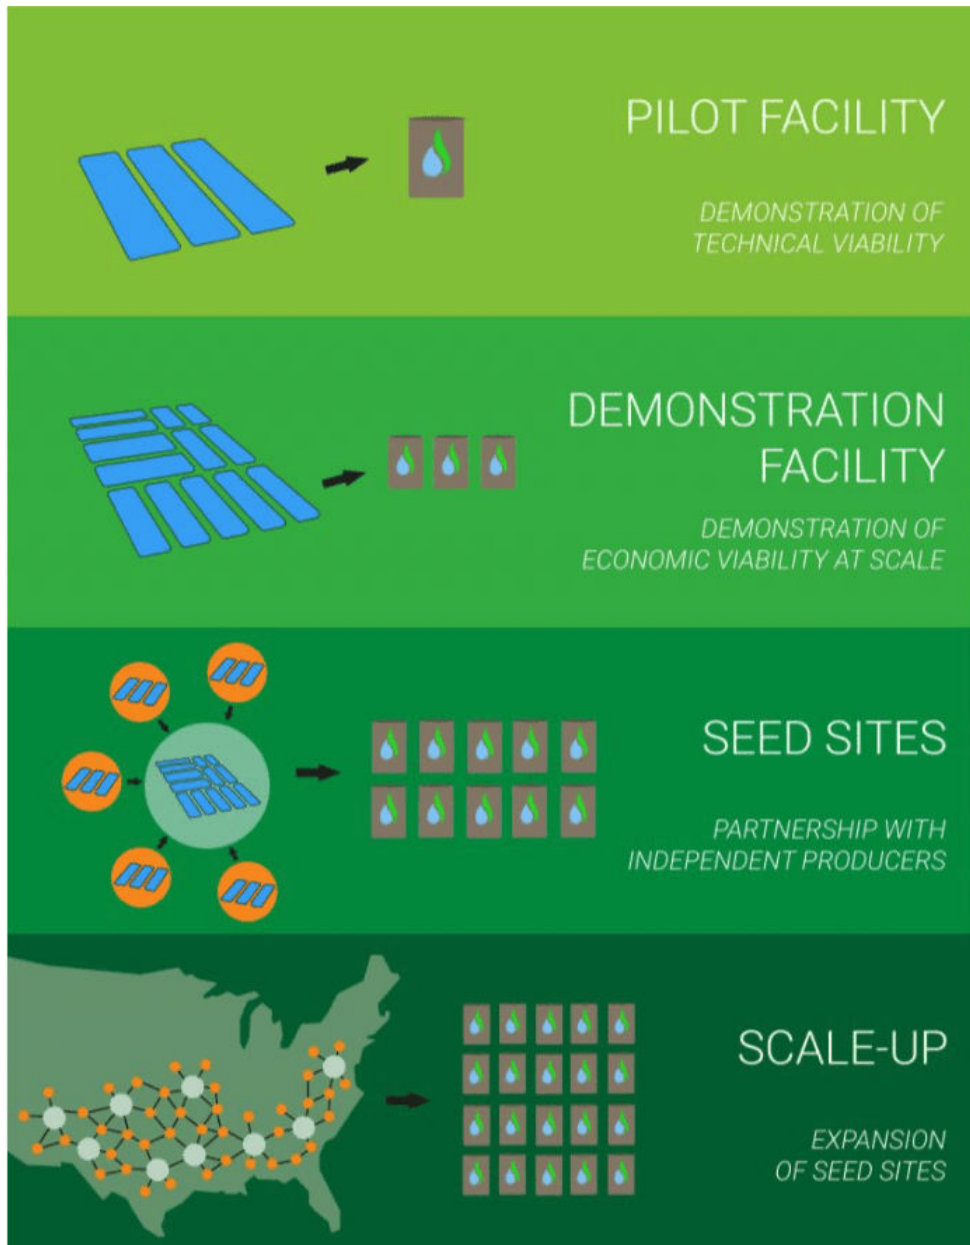 PILOT FACILITY
DEMONSTRATION OF
TECHNICAL VIABILITY
DEMONSTRATION
FACILITY
DEMONSTRATION OF
ECONOMIC VIABILITY AT SCALE
SEED SITES
PARTNERSHIP WITH
INDEPENDENT PRODUCERS
SCALE-UP
EXPANSION
OF SEED SITES